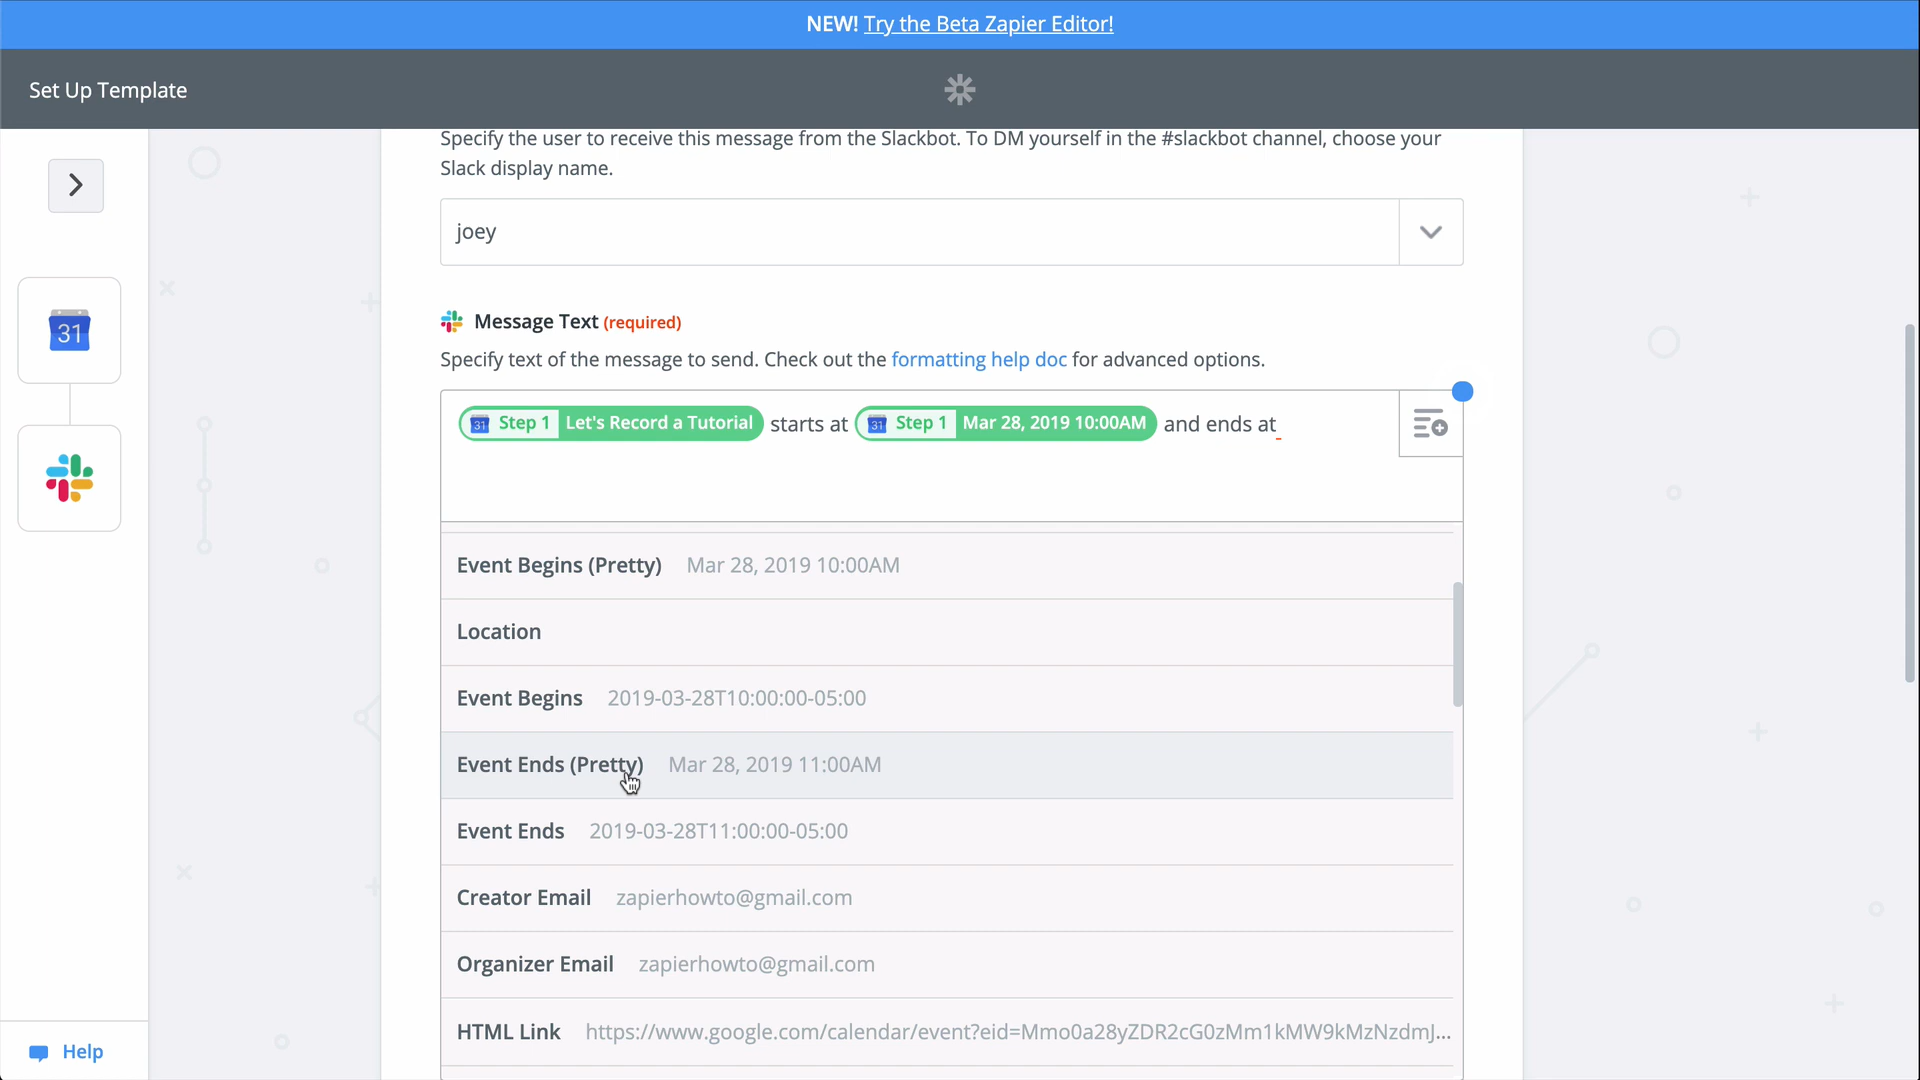 NEW! Try the Beta Zapier Editor!
Set Up Template
Specify the user to receive this message from the Slackbot. To DM yourself in the #slackbot channel, choose your
Slack display name.
joey
31
Message Text (required)
Specify text of the message to send. Check out the formatting help doc for advanced options.
31 Step 1 Let's Record a Tutorial starts at 31 Step 1 Mar 28, 2019 10:00AM and ends at
Event Begins (Pretty) Mar 28, 2019 10:00AM
Location
Event Begins 2019-03-28T10:00:00-05:00
Event Ends (Pretty) Mar 28, 2019 11:00AM
Event Ends 2019-03-28T11:00:00-05:00
Creator Email zapierhowto@gmail.com
Organizer Email zapierhowto@gmail.com
HTML Link https://www.google.com/calendar/event?eid=Mmo0a28yZDR2cG0zMm1kMW9kMzNzdmJ...
Help